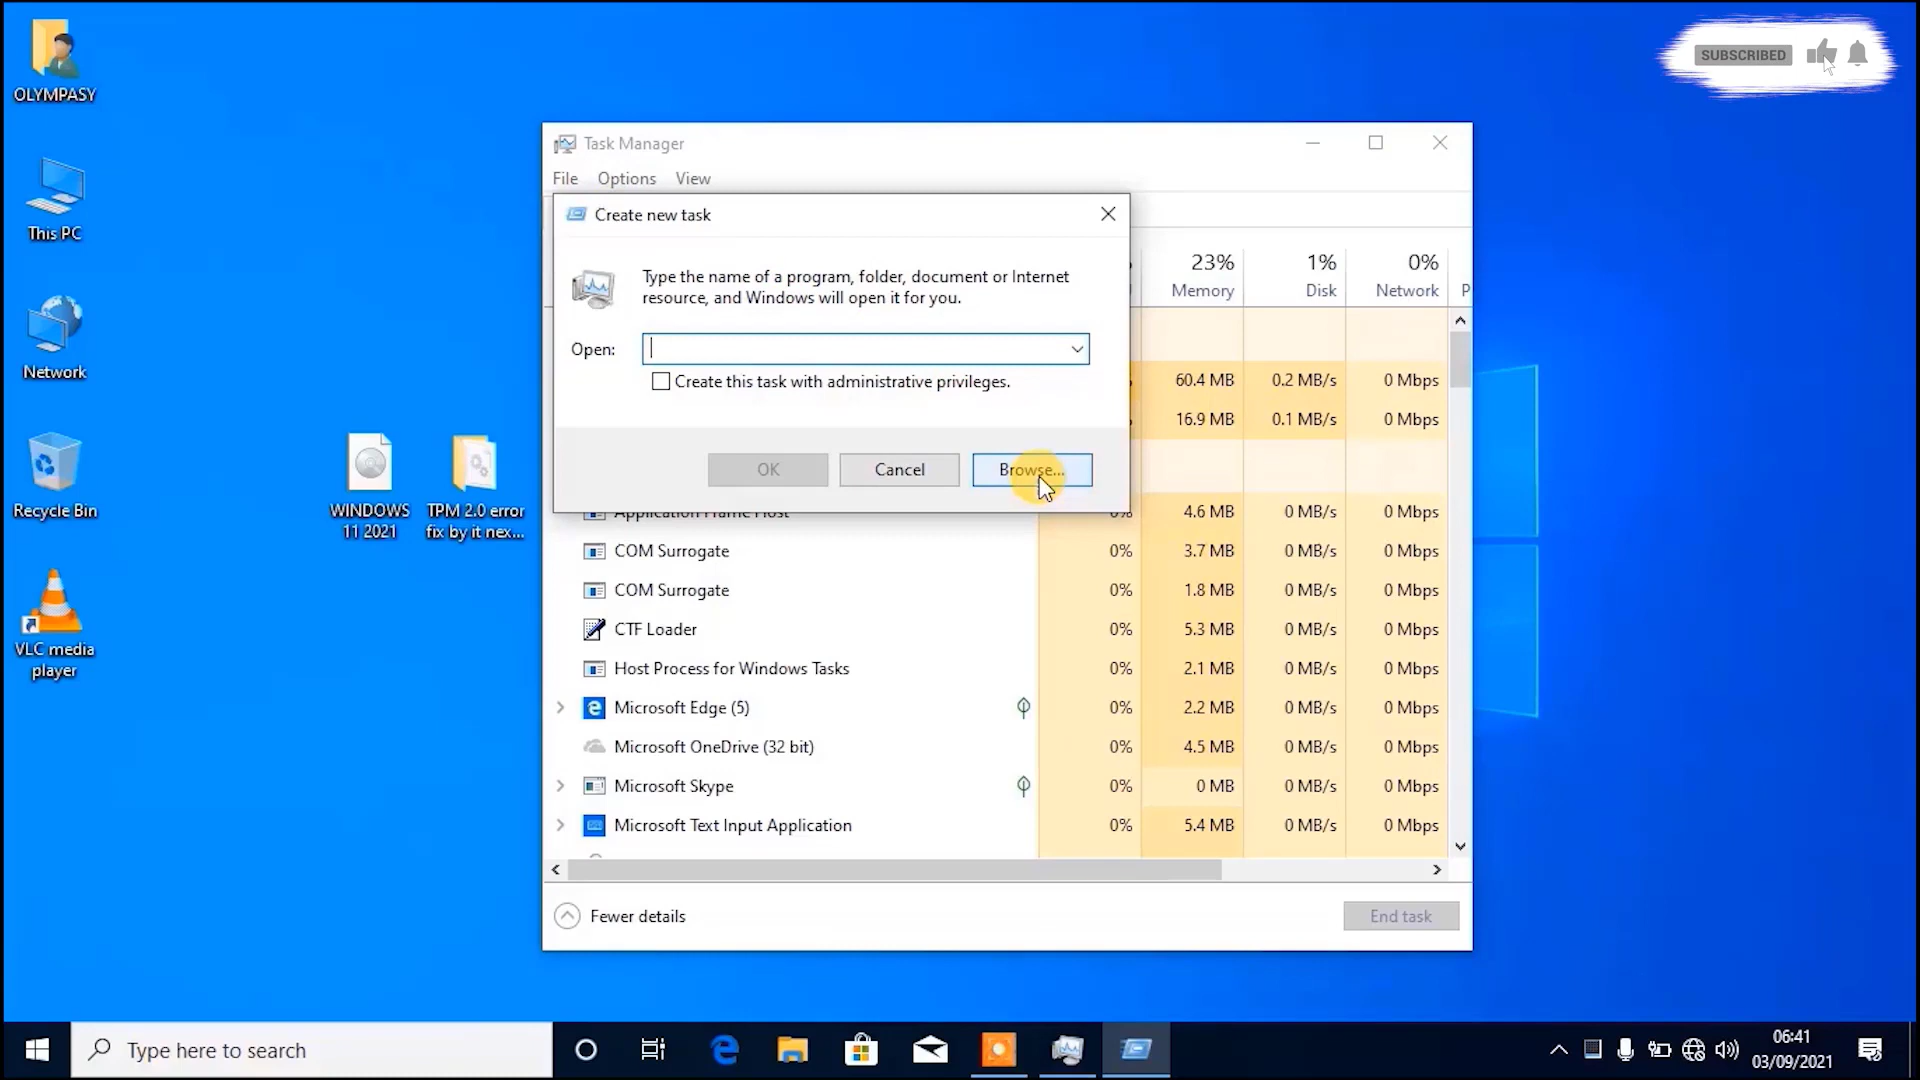 OLYMPASY
This PC
Network
Recycle Bin
VLC media
player
WINDOWS
11 2021
TPM 2.0 error
fix by it nex...
SUBSCRIBED
Task Manager
File Options View
Create new task
Type the name of a program, folder, document or Internet
resource, and Windows will open it for you.
Open:
Create this task with administrative privileges.
OK Cancel Browse...
23% 1% 0%
Memory Disk Network P
60.4 MB 0.2 MB/s 0 Mbps
16.9 MB 0.1 MB/s 0 Mbps
Application Frame Host 0% 4.6 MB 0 MB/s 0 Mbps
COM Surrogate 0% 3.7 MB 0 MB/s 0 Mbps
COM Surrogate 0% 1.8 MB 0 MB/s 0 Mbps
CTF Loader 0% 5.3 MB 0 MB/s 0 Mbps
Host Process for Windows Tasks 0% 2.1 MB 0 MB/s 0 Mbps
Microsoft Edge (5) 0% 2.2 MB 0 MB/s 0 Mbps
Microsoft OneDrive (32 bit) 0% 4.5 MB 0 MB/s 0 Mbps
Microsoft Skype 0% 0 MB 0 MB/s 0 Mbps
Microsoft Text Input Application 0% 5.4 MB 0 MB/s 0 Mbps
Fewer details End task
Type here to search
06:41
03/09/2021